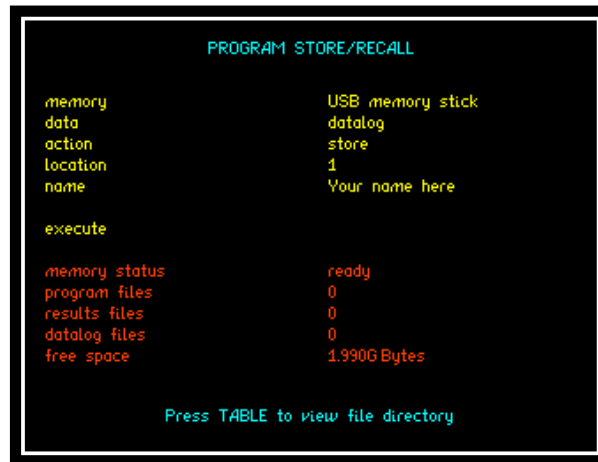 PROGRAM STORE/RECALL
memory USB memory stick
data datalog
action store
location 1
name Your name here
execute
memory status ready
program files 0
results files 0
datalog files 0
free space 1.990G Bytes
Press TABLE to view file directory